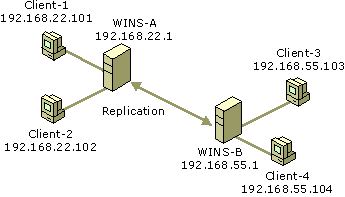 Client-1
192.168.22.101
WINS-A
192.168.22.1
Client-3
192.168.55.103
Replication
Client-2
192.168.22.102
WINS-B
192.168.55.1
Client-4
192.168.55.104